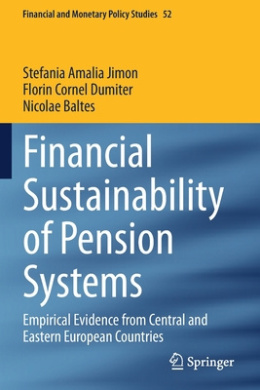 Financial and Monetary Policy Studies 52
Stefania Amalia Jimon
Florin Cornel Dumiter
Nicolae Baltes
Financial
Sustainability
of Pension
Systems
Empirical Evidence from Central and
Eastern European Countries
Springer